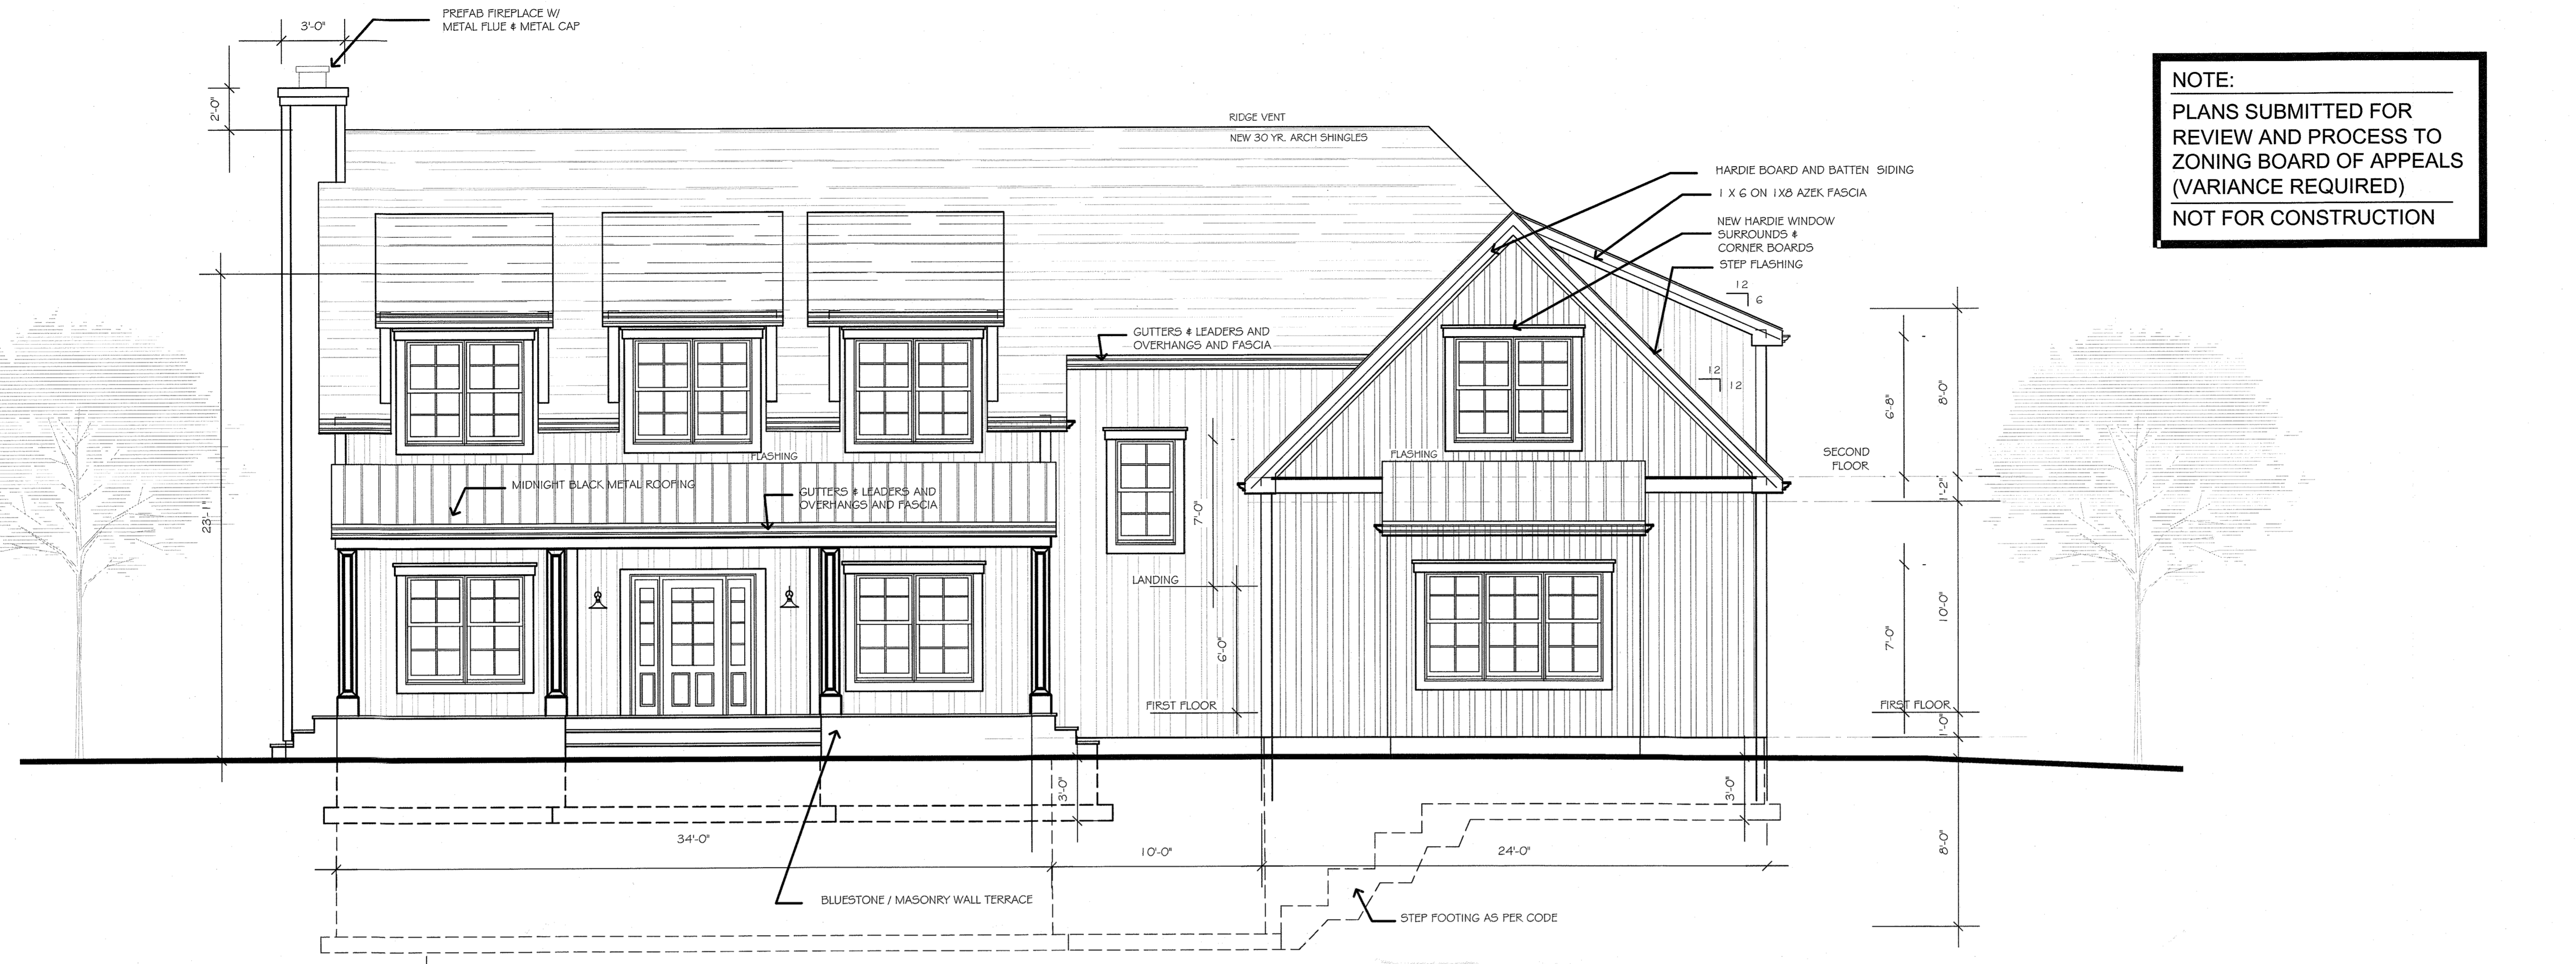 PREFAB FIREPLACE W/
METAL FLUE & METAL CAP
3'-0"
2'-0"
NOTE:
PLANS SUBMITTED FOR
REVIEW AND PROCESS TO
ZONING BOARD OF APPEALS
(VARIANCE REQUIRED)
NOT FOR CONSTRUCTION
RIDGE VENT
NEW 30 YR. ARCH SHINGLES
HARDIE BOARD AND BATTEN SIDING
1 X 6 ON 1X8 AZEK FASCIA
NEW HARDIE WINDOW
SURROUNDS &
CORNER BOARDS
STEP FLASHING
12
6
GUTTERS & LEADERS AND
OVERHANGS AND FASCIA
12
12
6'-8"
8'-0"
FLASHING
FLASHING
SECOND
FLOOR
MIDNIGHT BLACK METAL ROOFING
GUTTERS & LEADERS AND
OVERHANGS AND FASCIA
1'-2"
23'-1"
7'-0"
LANDING
10'-0"
7'-0"
6'-0"
FIRST FLOOR
FIRST FLOOR
1'-0"
3'-0"
3'-0"
34'-0"
10'-0"
24'-0"
8'-0"
BLUESTONE / MASONRY WALL TERRACE
STEP FOOTING AS PER CODE